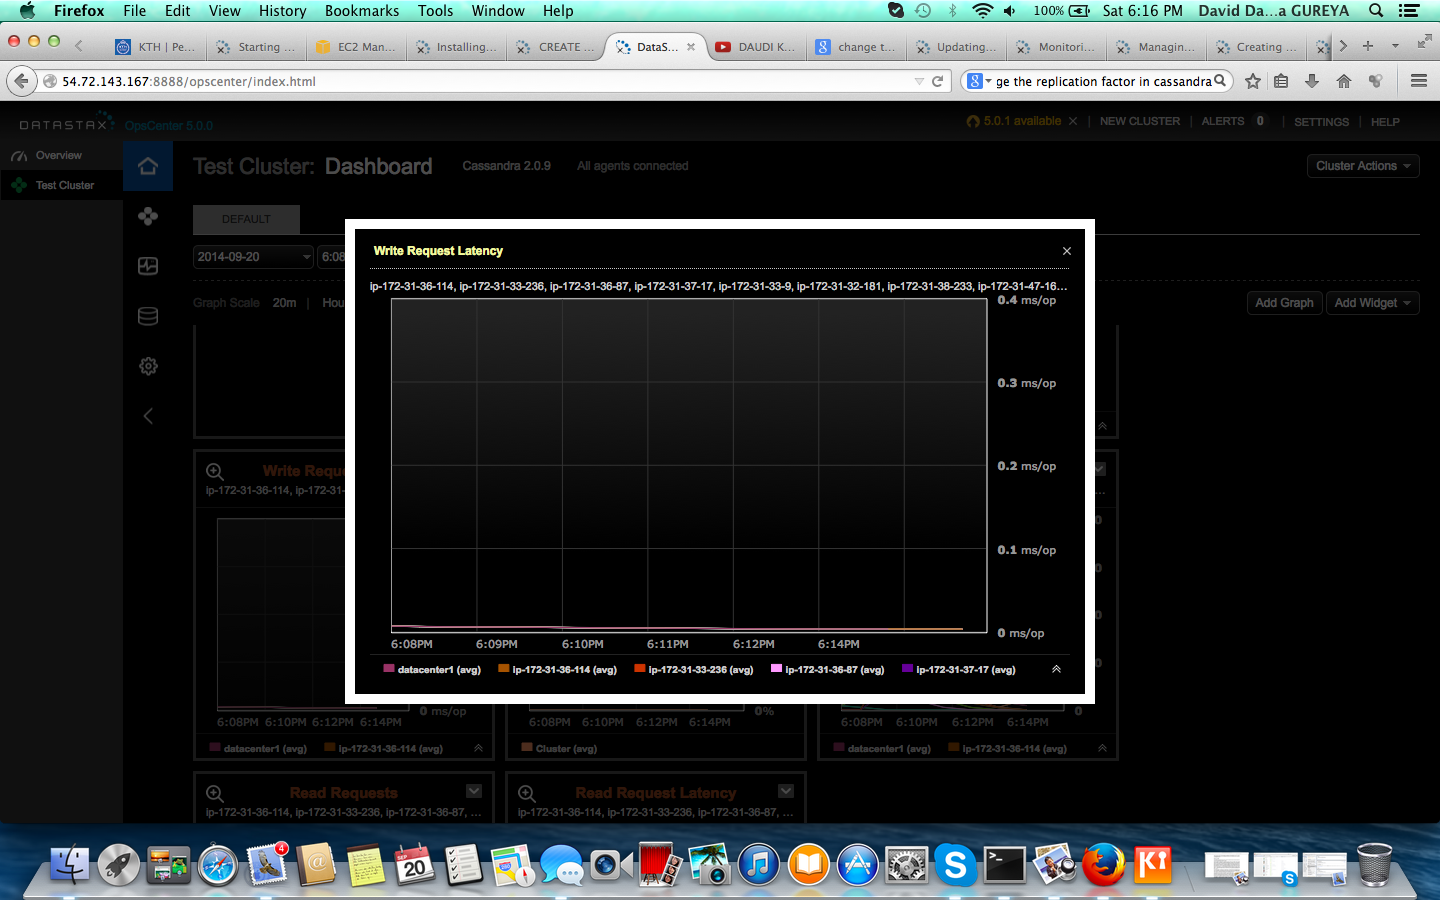 Firefox File Edit View History Bookmarks Tools Window Help 100% Sat 6:16 PM David Da...a GUREYA
KTH | Pe... Starting ... EC2 Man... Installing... CREATE ... DataS... DAUDI K... change t... Updating... Monitori... Managin... Creating ...
54.72.143.167:8888/opscenter/index.html ge the replication factor in cassandra
DATASTAX OpsCenter 5.0.0 5.0.1 available NEW CLUSTER | ALERTS 0 | SETTINGS | HELP
Overview
Test Cluster
Test Cluster: Dashboard Cassandra 2.0.9 All agents connected Cluster Actions
DEFAULT
2014-09-20 6:08
Graph Scale 20m | Hou
Add Graph Add Widget
Write Request Latency
ip-172-31-36-114, ip-172-31-33-236, ip-172-31-36-87, ip-172-31-37-17, ip-172-31-33-9, ip-172-31-32-181, ip-172-31-38-233, ip-172-31-47-16...
0.4 ms/op
0.3 ms/op
0.2 ms/op
0.1 ms/op
0 ms/op
6:08PM 6:09PM 6:10PM 6:11PM 6:12PM 6:14PM
datacenter1 (avg) ip-172-31-36-114 (avg) ip-172-31-33-236 (avg) ip-172-31-36-87 (avg) ip-172-31-37-17 (avg)
Write Reque
ip-172-31-36-114, ip-172-31-
0 ms/op
6:08PM 6:10PM 6:12PM 6:14PM
datacenter1 (avg) ip-172-31-36-114 (avg)
0%
6:08PM 6:10PM 6:12PM 6:14PM
Cluster (avg)
0
6:08PM 6:10PM 6:12PM 6:14PM
datacenter1 (avg) ip-172-31-36-114 (avg)
Read Requests
ip-172-31-36-114, ip-172-31-33-236, ip-172-31-36-87, ...
Read Request Latency
ip-172-31-36-114, ip-172-31-33-236, ip-172-31-36-87, ...
4
SEP
20